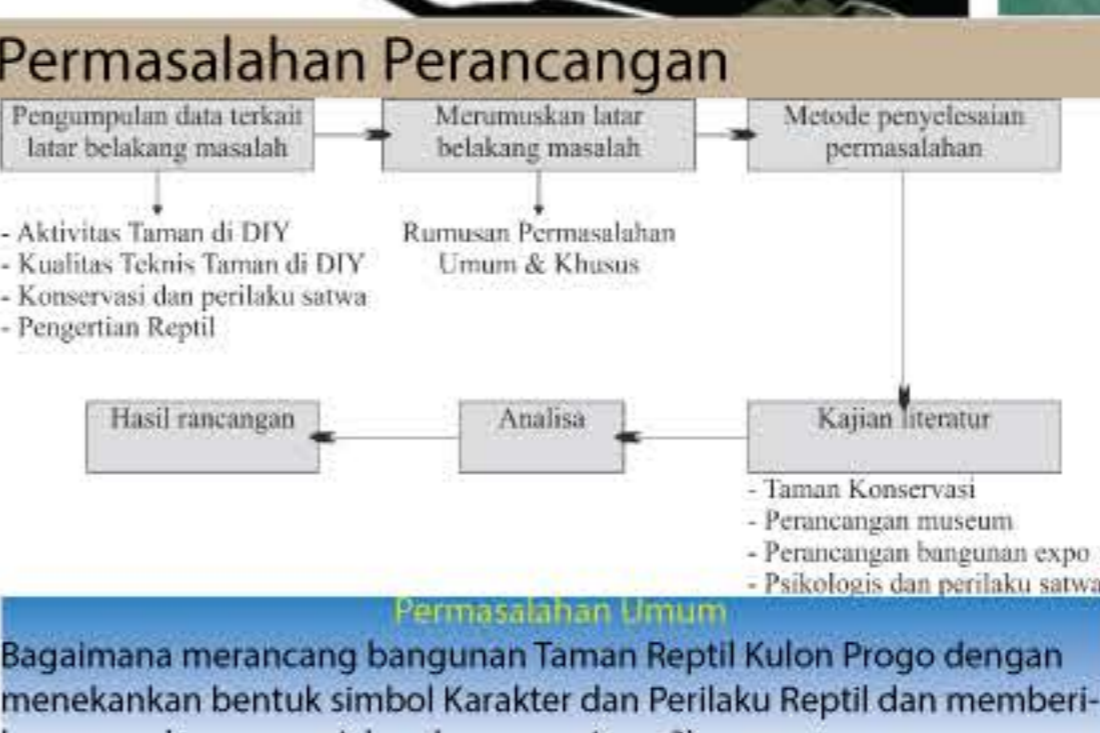 Permasalahan Perancangan
Pengumpulan data terkait
latar belakang masalah
Merumuskan latar
belakang masalah
Metode penyelesaian
permasalahan
- Aktivitas Taman di DIY
- Kualitas Teknis Taman di DIY
- Konservasi dan perilaku satwa
- Pengertian Reptil
Rumusan Permasalahan
Umum & Khusus
Kajian literatur
Analisa
Hasil rancangan
- Taman Konservasi
- Perancangan museum
- Perancangan bangunan expo
- Psikologis dan perilaku satwa
Permasalahan Umum
Bagaimana merancang bangunan Taman Reptil Kulon Progo dengan
menekankan bentuk simbol Karakter dan Perilaku Reptil dan memberi-